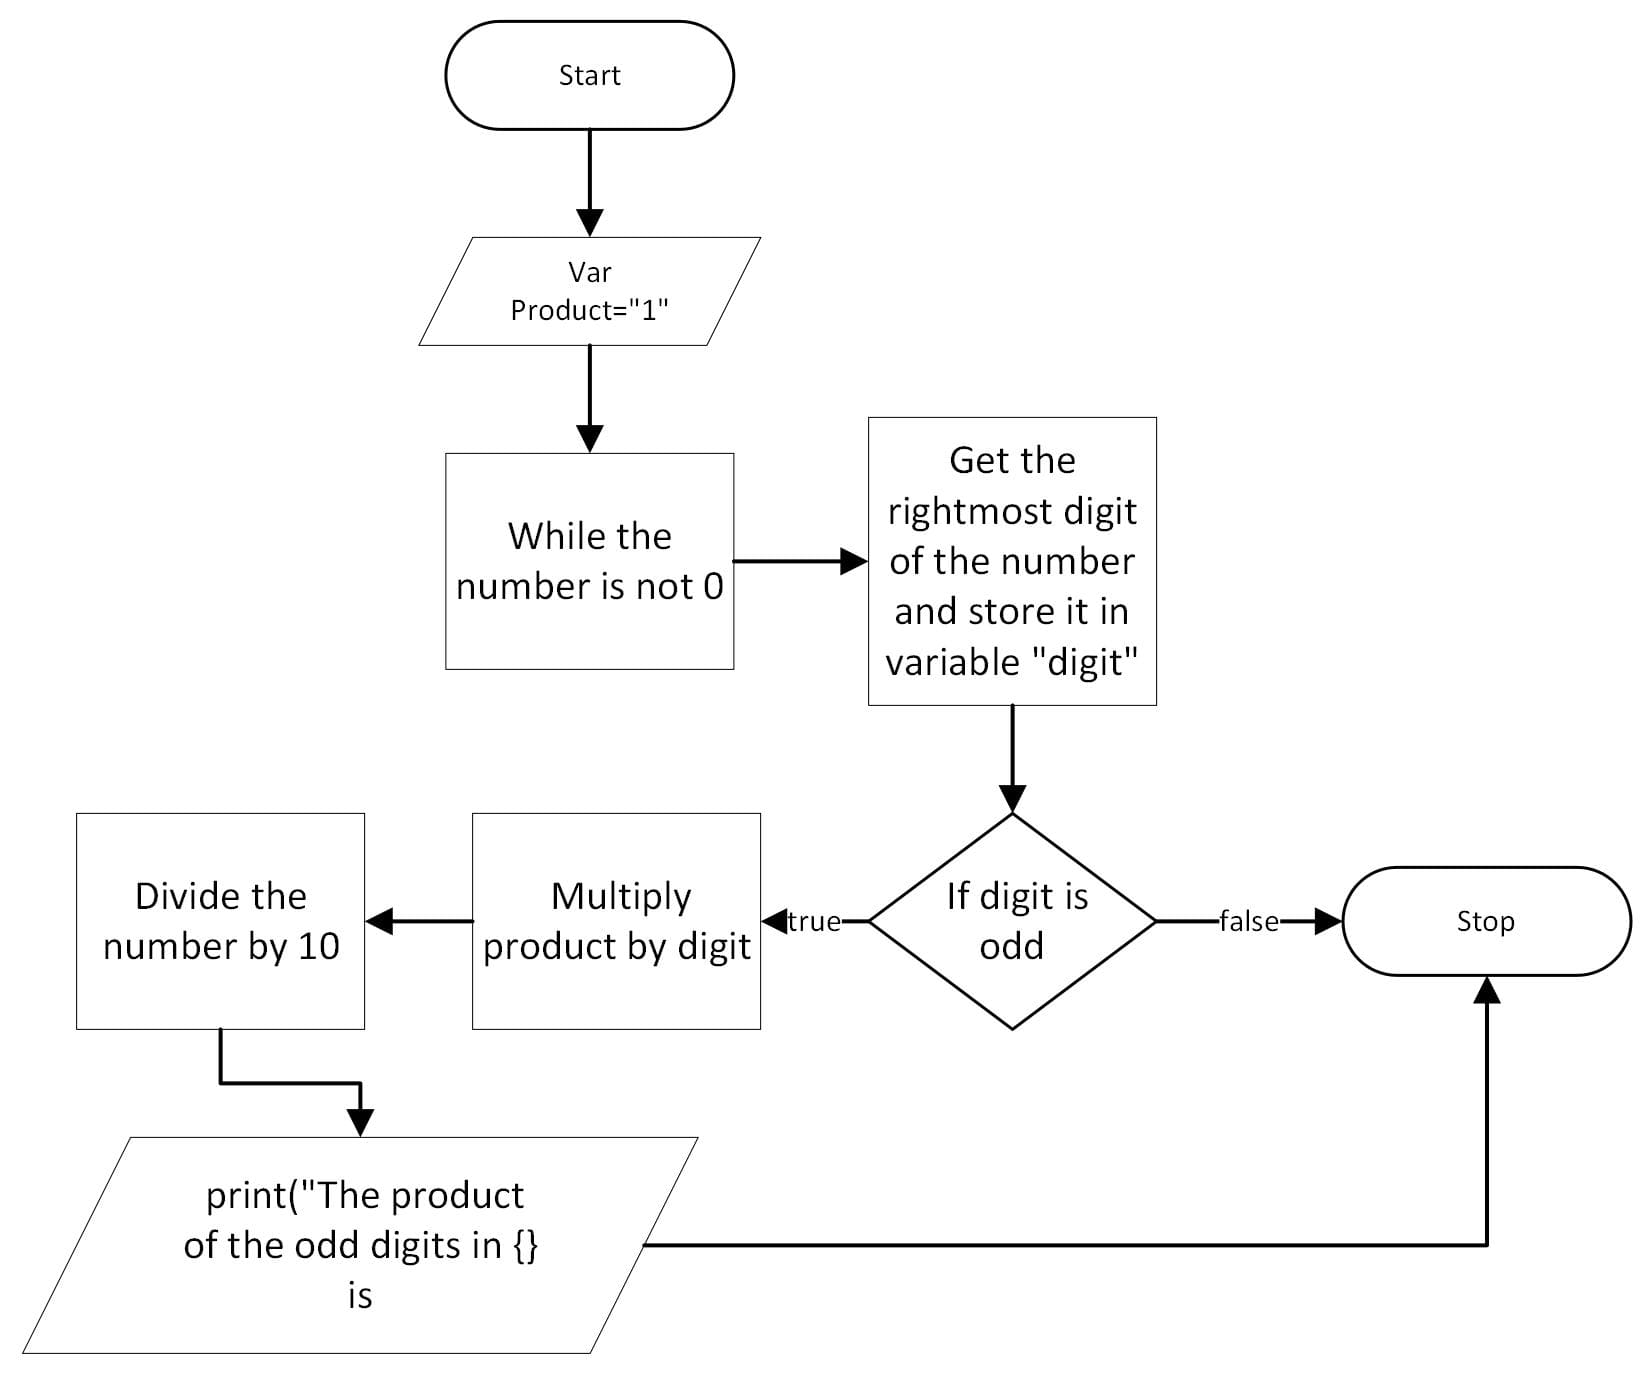 Start
Var
Product="1"
While the
number is not 0
Get the
rightmost digit
of the number
and store it in
variable "digit"
If digit is
odd
true
false
Multiply
product by digit
Divide the
number by 10
Stop
print("The product
of the odd digits in {}
is